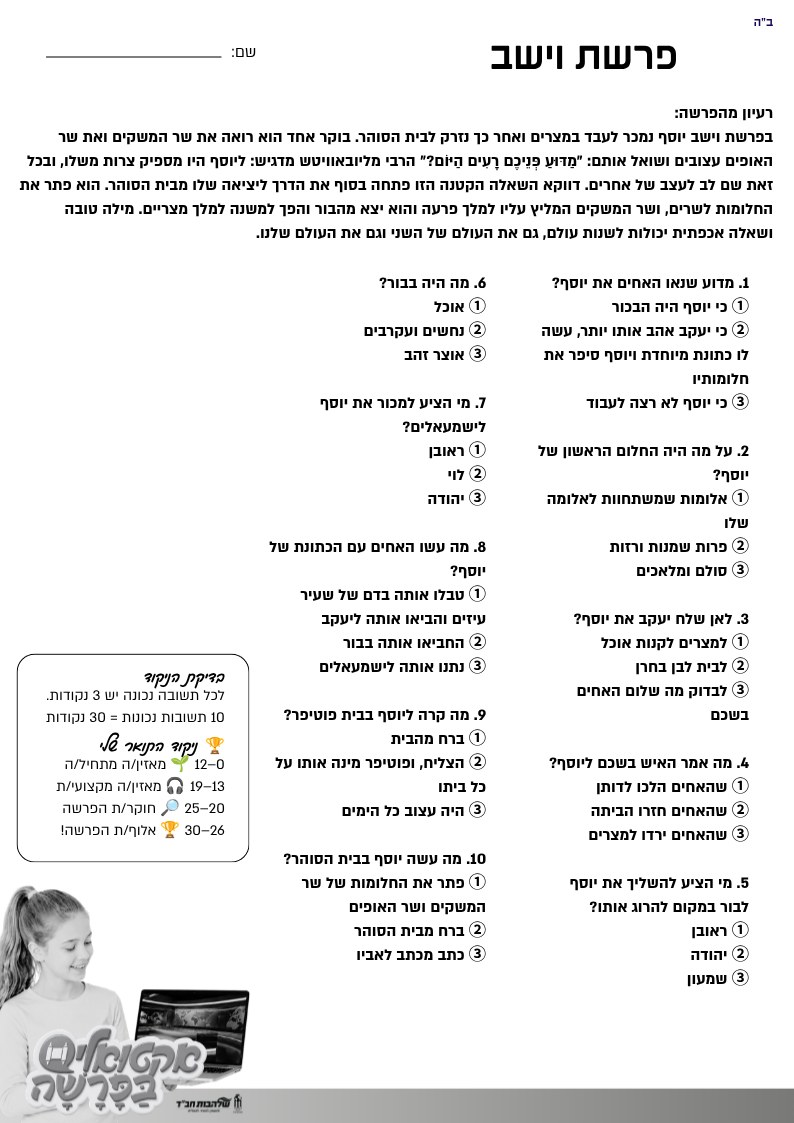 ב"ה
פרשת וישב
שם:
רעיון מהפרשה:
בפרשת וישב יוסף נמכר לעבד במצרים ואחר כך נזרק לבית הסוהר. בוקר אחד הוא רואה את שר המשקים ואת שר
האופים עצובים ושואל אותם: "מַדּוּעַ פְּנֵיכֶם רָעִים הַיּוֹם?" הרבי מליובאוויטש מדגיש: ליוסף היו מספיק צרות משלו, ובכל
זאת שם לב לעצב של אחרים. דווקא השאלה הקטנה הזו פתחה בסוף את הדרך ליציאה שלו מבית הסוהר. הוא פתר את
החלומות לשרים, ושר המשקים המליץ עליו למלך פרעה והוא יצא מהבור והפך למשנה למלך מצריים. מילה טובה
ושאלה אכפתית יכולות לשנות עולם, גם את העולם של השני וגם את העולם שלנו.
1. מדוע שנאו האחים את יוסף?
① כי יוסף היה הבכור
② כי יעקב אהב אותו יותר, עשה
לו כתונת מיוחדת ויוסף סיפר את
חלומותיו
③ כי יוסף לא רצה לעבוד
2. על מה היה החלום הראשון של
יוסף?
① אלומות שמשתחוות לאלומה
שלו
② פרות שמנות ורזות
③ סולם ומלאכים
3. לאן שלח יעקב את יוסף?
① למצרים לקנות אוכל
② לבית לבן בחרן
③ לבדוק מה שלום האחים
בשכם
4. מה אמר האיש בשכם ליוסף?
① שהאחים הלכו לדותן
② שהאחים חזרו הביתה
③ שהאחים ירדו למצרים
5. מי הציע להשליך את יוסף
לבור במקום להרוג אותו?
① ראובן
② יהודה
③ שמעון
6. מה היה בבור?
① אוכל
② נחשים ועקרבים
③ אוצר זהב
7. מי הציע למכור את יוסף
לישמעאלים?
① ראובן
② לוי
③ יהודה
8. מה עשו האחים עם הכתונת של
יוסף?
① טבלו אותה בדם של שעיר
עיזים והביאו אותה ליעקב
② החביאו אותה בבור
③ נתנו אותה לישמעאלים
9. מה קרה ליוסף בבית פוטיפר?
① ברח מהבית
② הצליח, ופוטיפר מינה אותו על
כל ביתו
③ היה עצוב כל הימים
10. מה עשה יוסף בבית הסוהר?
① פתר את החלומות של שר
המשקים ושר האופים
② ברח מבית הסוהר
③ כתב מכתב לאביו
בדיקת הניקוד
לכל תשובה נכונה יש 3 נקודות.
10 תשובות נכונות = 30 נקודות
🏆 ניקוד התואר שלי
0–12 🌱 מאזין/ה מתחיל/ה
13–19 🎧 מאזין/ה מקצועי/ת
20–25 🔎 חוקר/ת הפרשה
26–30 🏆 אלוף/ת הפרשה!
אקטואלים
בַּפָּרָשָׁה
שלהבות חב"ד